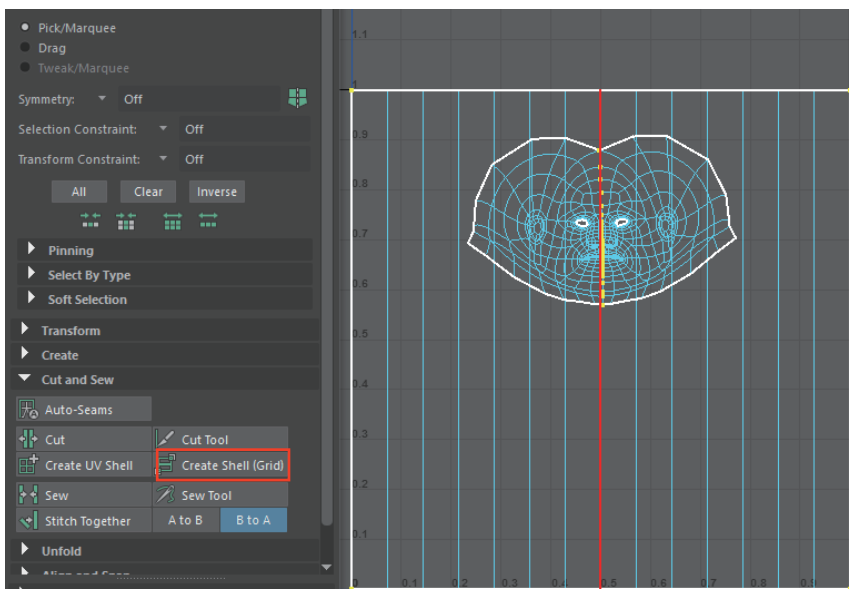 Pick/Marquee
Drag
Tweak/Marquee
Symmetry: Off
Selection Constraint: Off
Transform Constraint: Off
All Clear Inverse
Pinning
Select By Type
Soft Selection
Transform
Create
Cut and Sew
Auto-Seams
Cut Cut Tool
Create UV Shell Create Shell (Grid)
Sew Sew Tool
Stitch Together A to B B to A
Unfold
1.1
1
0.9
0.8
0.7
0.6
0.5
0.4
0.3
0.2
0.1
0 0.1 0.2 0.3 0.4 0.5 0.6 0.7 0.8 0.9